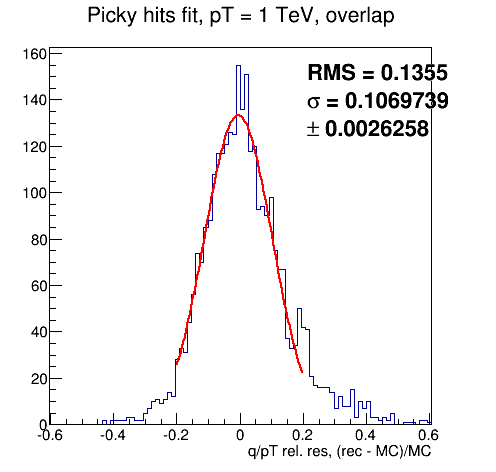 Picky hits fit, pT = 1 TeV, overlap
RMS = 0.1355
σ = 0.1069739
± 0.0026258
160
140
120
100
80
60
40
20
0
-0.6 -0.4 -0.2 0 0.2 0.4 0.6
q/pT rel. res, (rec - MC)/MC